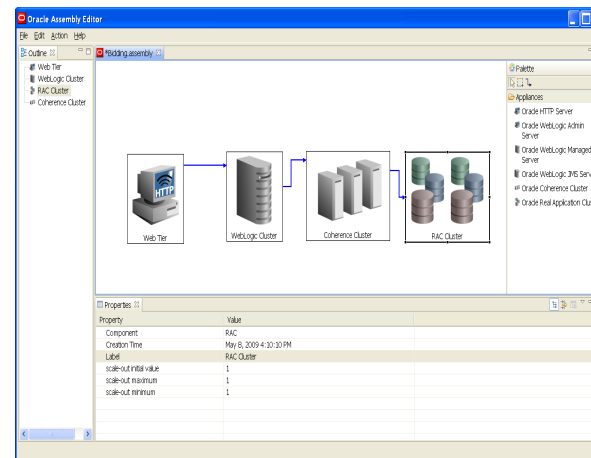 Oracle Assembly Editor
File Edit Action Help
Outline
Web Tier
WebLogic Cluster
RAC Cluster
Coherence Cluster
*Bidding.assembly
HTTP
Web Tier
WebLogic Cluster
Coherence Cluster
RAC Cluster
Palette
Appliances
Oracle HTTP Server
Oracle WebLogic Admin
Server
Oracle WebLogic Managed
Server
Oracle WebLogic JMS Serv
Oracle Coherence Cluster
Oracle Real Application Clus
Properties
Property Value
Component RAC
Creation Time May 8, 2009 4:10:10 PM
Label RAC Cluster
scale-out initial value 1
scale-out maximum 1
scale-out minimum 1